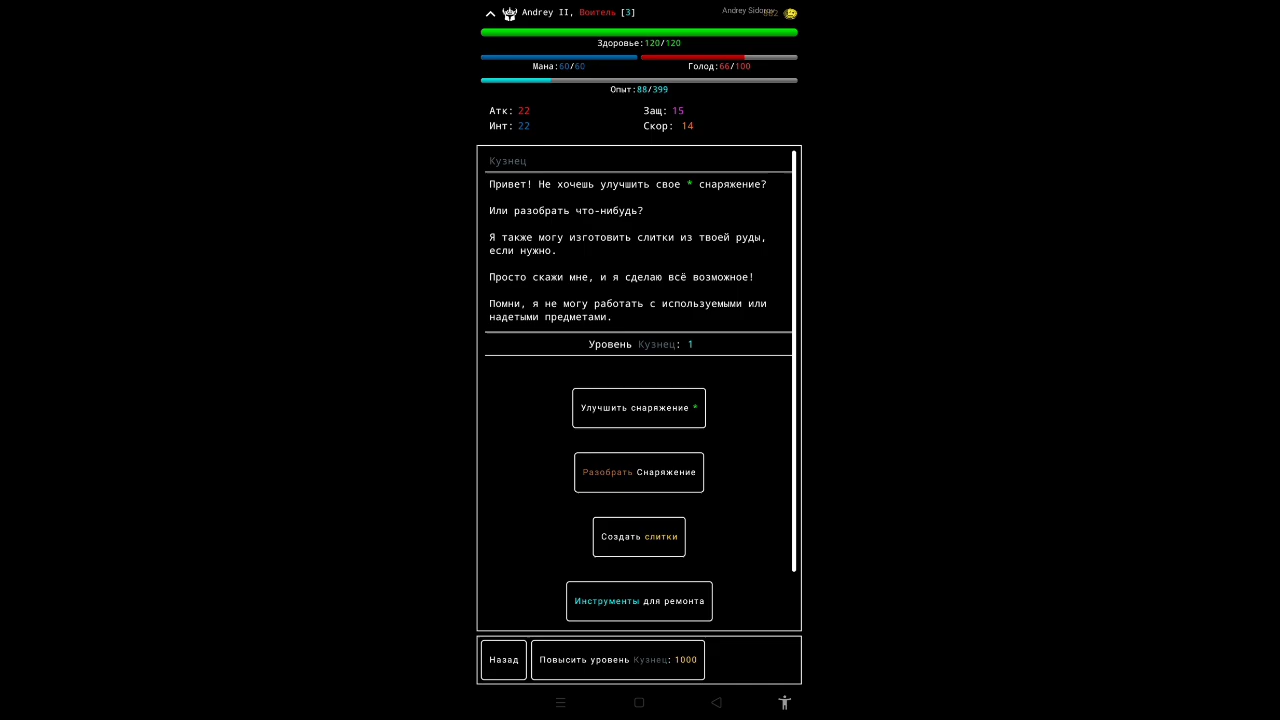 Andrey II, Воитель [3]
Andrey Sidorov
Здоровье:120/120
Мана:60/60 Голод:66/100
Опыт:88/399
Атк: 22 Защ: 15
Инт: 22 Скор: 14
Кузнец
Привет! Не хочешь улучшить свое * снаряжение?
Или разобрать что-нибудь?
Я также могу изготовить слитки из твоей руды,
если нужно.
Просто скажи мне, и я сделаю всё возможное!
Помни, я не могу работать с используемыми или
надетыми предметами.
Уровень Кузнец: 1
Улучшить снаряжение *
Разобрать Снаряжение
Создать слитки
Инструменты для ремонта
Назад Повысить уровень Кузнец: 1000